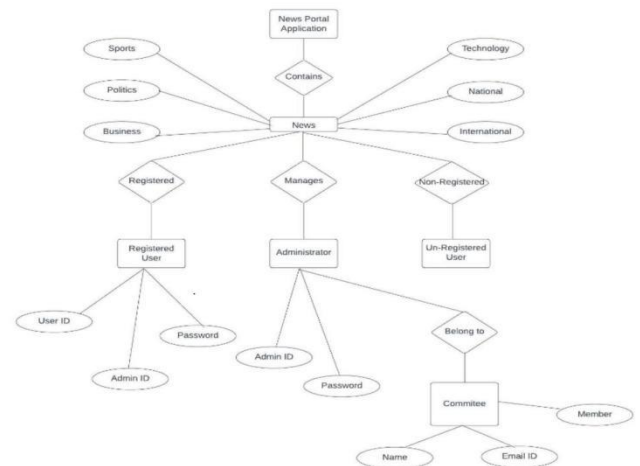 News Portal
Application
Sports
Technology
Contains
Politics
National
News
Business
International
Registered
Manages
Non-Registered
Registered
User
Administrator
Un-Registered
User
User ID
Password
Admin ID
Admin ID
Password
Belong to
Commitee
Member
Name
Email ID